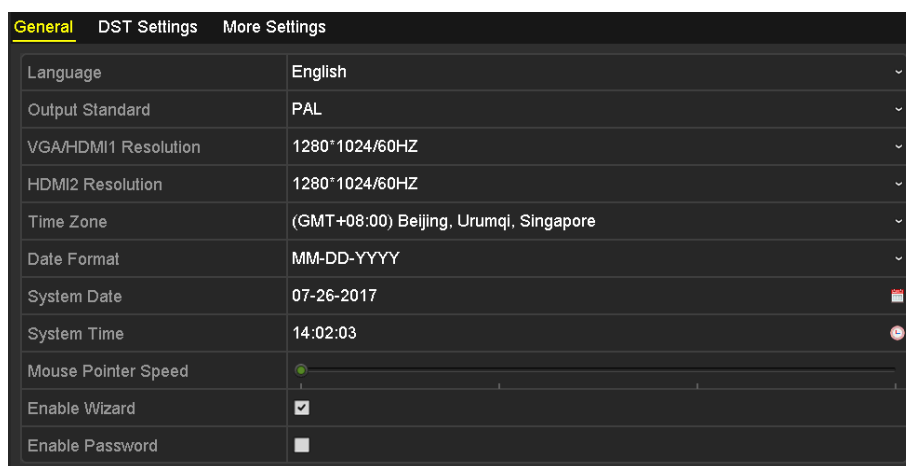 General DST Settings More Settings
Language English
Output Standard PAL
VGA/HDMI1 Resolution 1280*1024/60HZ
HDMI2 Resolution 1280*1024/60HZ
Time Zone (GMT+08:00) Beijing, Urumqi, Singapore
Date Format MM-DD-YYYY
System Date 07-26-2017
System Time 14:02:03
Mouse Pointer Speed
Enable Wizard
Enable Password